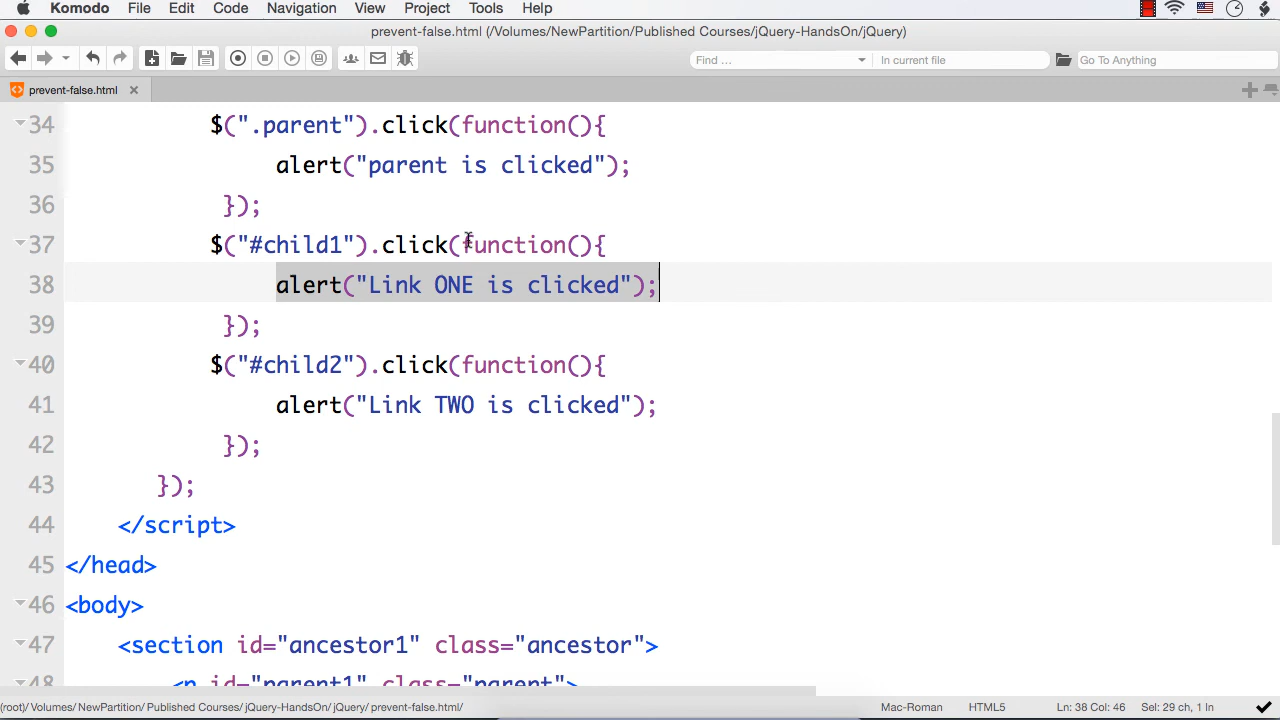 Komodo File Edit Code Navigation View Project Tools Help
prevent-false.html (/Volumes/NewPartition/Published Courses/jQuery-HandsOn/jQuery)
Find ... In current file Go To Anything
prevent-false.html
34 $(".parent").click(function(){
35 alert("parent is clicked");
36 });
37 $("#child1").click(function(){
38 alert("Link ONE is clicked");
39 });
40 $("#child2").click(function(){
41 alert("Link TWO is clicked");
42 });
43 });
44 </script>
45 </head>
46 <body>
47 <section id="ancestor1" class="ancestor">
48 <p id="parent1" class="parent">
(root)/ Volumes/ NewPartition/ Published Courses/ jQuery-HandsOn/ jQuery/ prevent-false.html/ Mac-Roman HTML5 Ln: 38 Col: 46 Sel: 29 ch, 1 ln